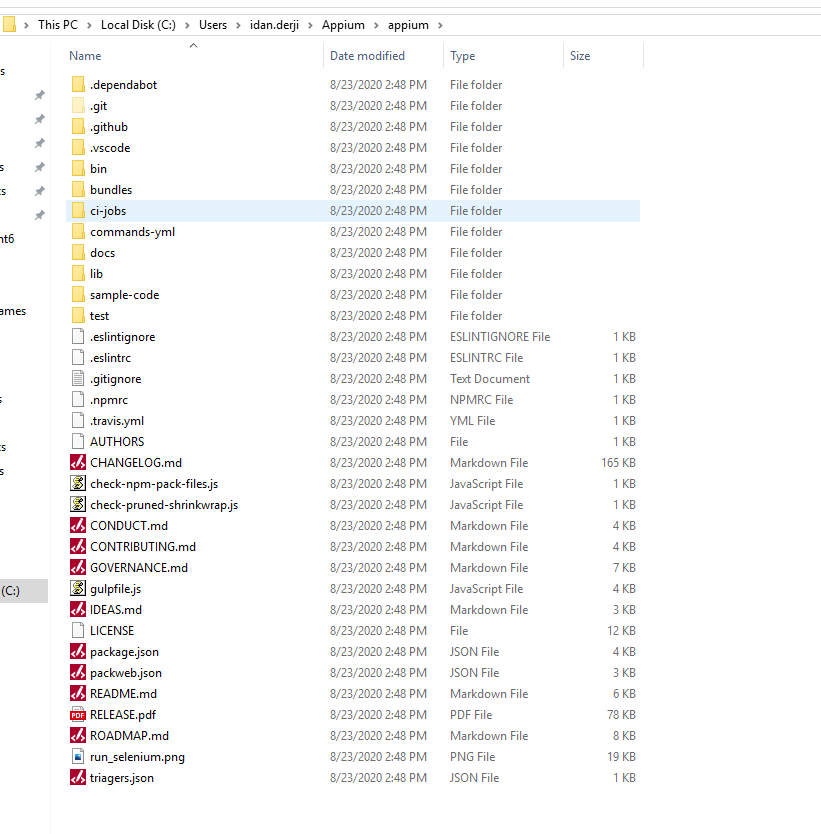 This PC > Local Disk (C:) > Users > idan.derji > Appium > appium >
Name Date modified Type Size
s
.dependabot 8/23/2020 2:48 PM File folder
.git 8/23/2020 2:48 PM File folder
.github 8/23/2020 2:48 PM File folder
.vscode 8/23/2020 2:48 PM File folder
s bin 8/23/2020 2:48 PM File folder
ts bundles 8/23/2020 2:48 PM File folder
ci-jobs 8/23/2020 2:48 PM File folder
nt6 commands-yml 8/23/2020 2:48 PM File folder
docs 8/23/2020 2:48 PM File folder
lib 8/23/2020 2:48 PM File folder
sample-code 8/23/2020 2:48 PM File folder
ames test 8/23/2020 2:48 PM File folder
.eslintignore 8/23/2020 2:48 PM ESLINTIGNORE File 1 KB
.eslintrc 8/23/2020 2:48 PM ESLINTRC File 1 KB
.gitignore 8/23/2020 2:48 PM Text Document 1 KB
s .npmrc 8/23/2020 2:48 PM NPMRC File 1 KB
.travis.yml 8/23/2020 2:48 PM YML File 1 KB
ts AUTHORS 8/23/2020 2:48 PM File 1 KB
s CHANGELOG.md 8/23/2020 2:48 PM Markdown File 165 KB
check-npm-pack-files.js 8/23/2020 2:48 PM JavaScript File 1 KB
check-pruned-shrinkwrap.js 8/23/2020 2:48 PM JavaScript File 1 KB
CONDUCT.md 8/23/2020 2:48 PM Markdown File 4 KB
CONTRIBUTING.md 8/23/2020 2:48 PM Markdown File 4 KB
GOVERNANCE.md 8/23/2020 2:48 PM Markdown File 7 KB
(C:) gulpfile.js 8/23/2020 2:48 PM JavaScript File 4 KB
IDEAS.md 8/23/2020 2:48 PM Markdown File 3 KB
LICENSE 8/23/2020 2:48 PM File 12 KB
package.json 8/23/2020 2:48 PM JSON File 4 KB
packweb.json 8/23/2020 2:48 PM JSON File 3 KB
README.md 8/23/2020 2:48 PM Markdown File 6 KB
PDF RELEASE.pdf 8/23/2020 2:48 PM PDF File 78 KB
ROADMAP.md 8/23/2020 2:48 PM Markdown File 8 KB
run_selenium.png 8/23/2020 2:48 PM PNG File 19 KB
triagers.json 8/23/2020 2:48 PM JSON File 1 KB